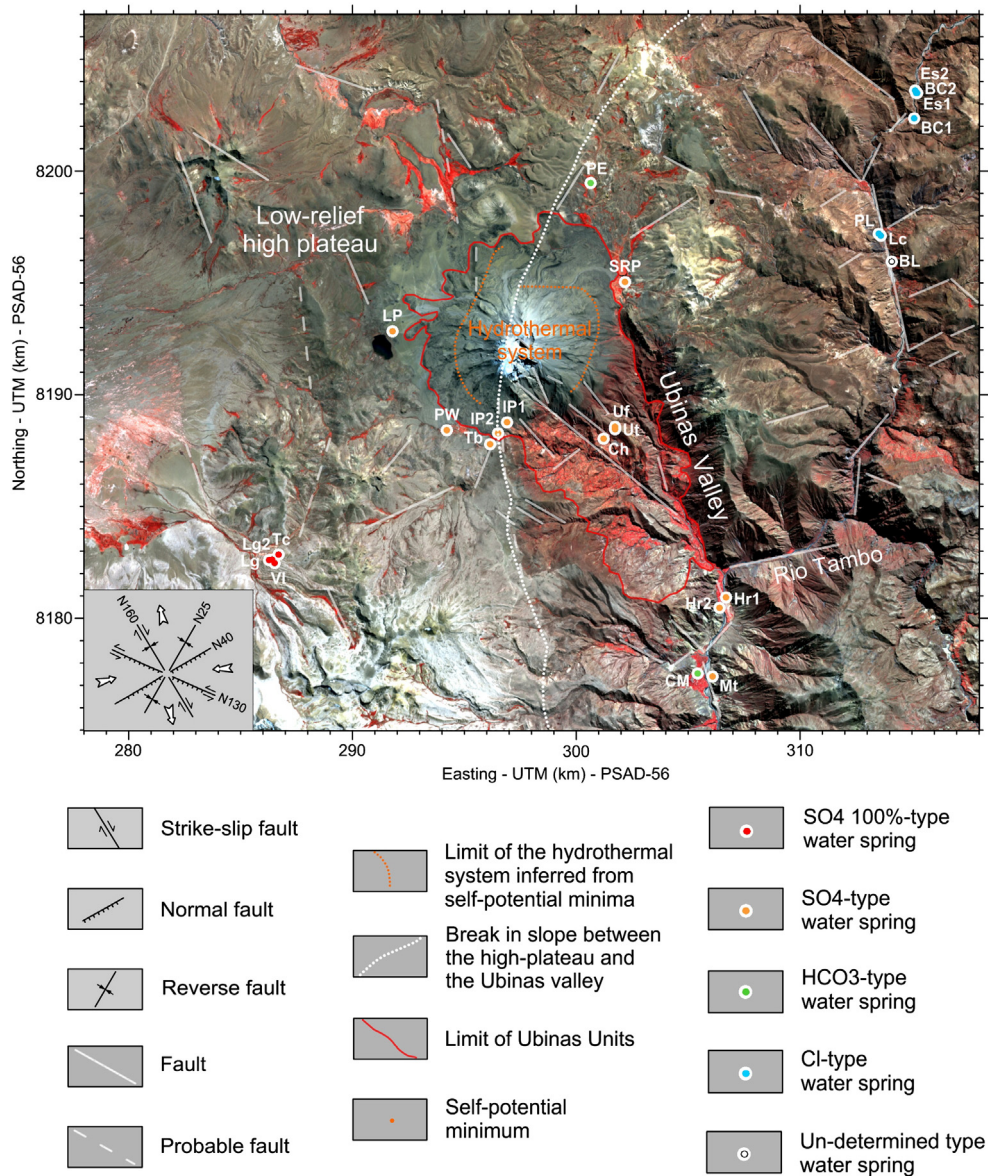 Es2
BC2
Es1
BC1
8200
PE
Low-relief
high plateau
PL
Lc
BL
SRP
LP
Hydrothermal
system
Northing - UTM (km) - PSAD-56
8190
PW
IP2
IP1
Tb
Uf
Ut
Ch
Ubinas Valley
Lg2
Tc
Lg
VI
Rio Tambo
8180
Hr2
Hr1
CM
Mt
N160
N25
N40
N130
280
290
300
310
Easting - UTM (km) - PSAD-56
Strike-slip fault
Normal fault
Reverse fault
Fault
Probable fault
Limit of the hydrothermal
system inferred from
self-potential minima
Break in slope between
the high-plateau and
the Ubinas valley
Limit of Ubinas Units
Self-potential
minimum
SO4 100%-type
water spring
SO4-type
water spring
HCO3-type
water spring
Cl-type
water spring
Un-determined type
water spring